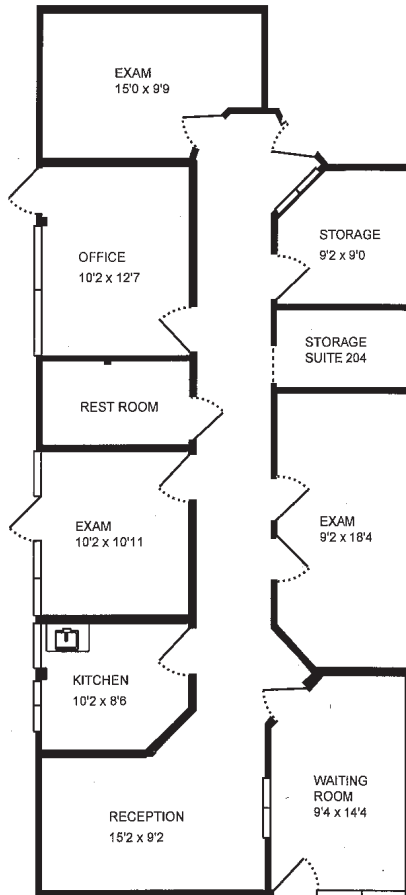 EXAM
15'0 x 9'9
STORAGE
9'2 x 9'0
OFFICE
10'2 x 12'7
STORAGE
SUITE 204
REST ROOM
EXAM
10'2 x 10'11
EXAM
9'2 x 18'4
KITCHEN
10'2 x 8'6
WAITING
ROOM
9'4 x 14'4
RECEPTION
15'2 x 9'2